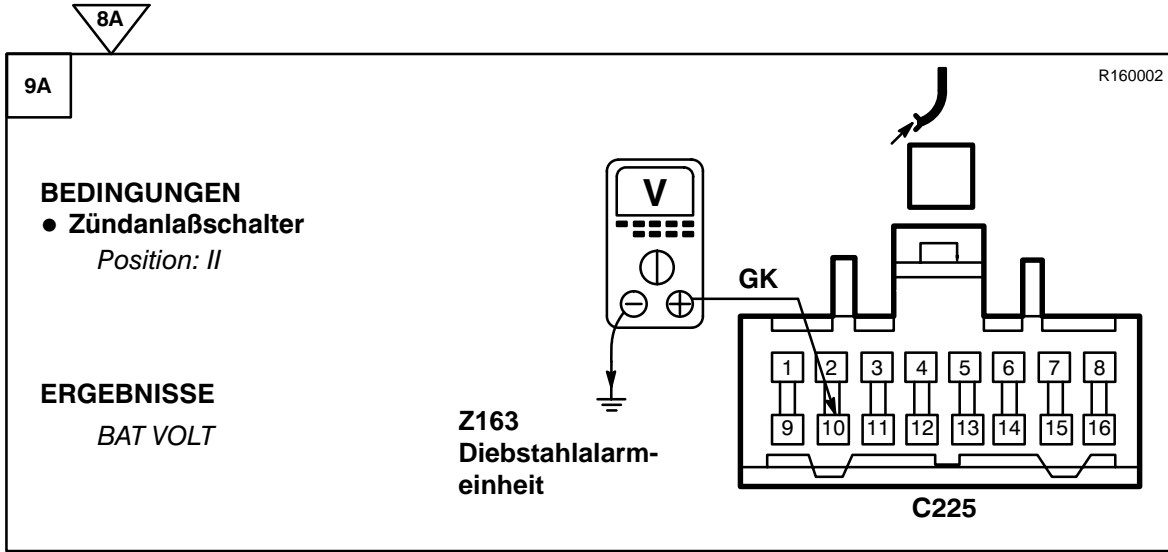 8A
9A
R160002
BEDINGUNGEN
● Zündanlaßschalter
Position: II
V
GK
ERGEBNISSE
BAT VOLT
Z163
Diebstahlalarm-
einheit
1 2 3 4 5 6 7 8
9 10 11 12 13 14 15 16
C225